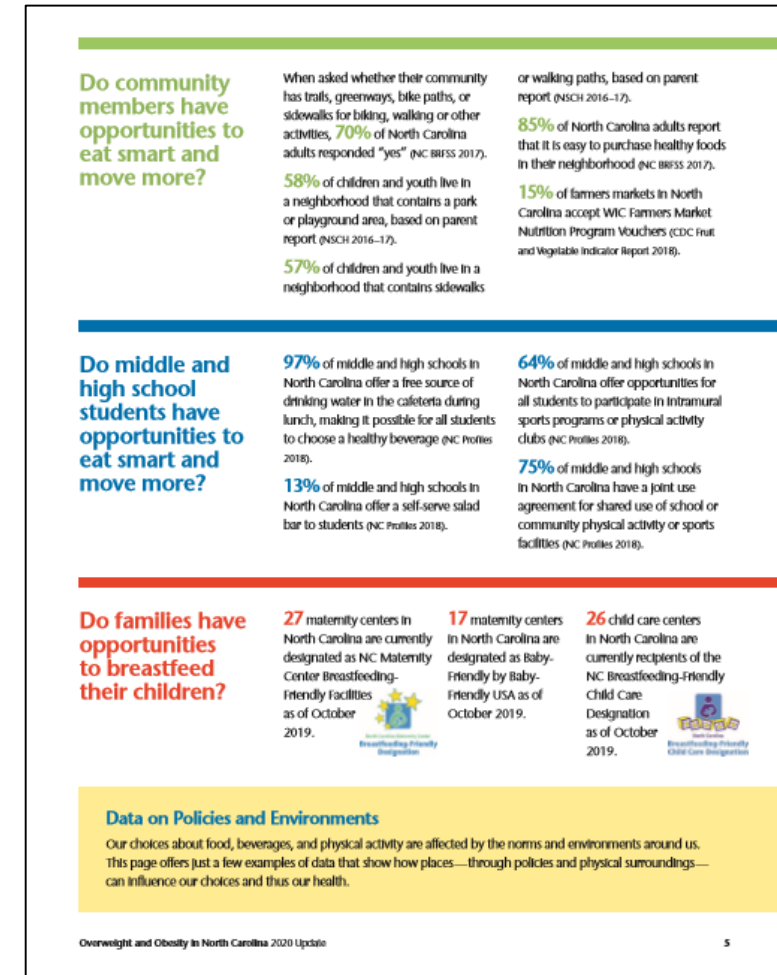 Do community
members have
opportunities to
eat smart and
move more?
When asked whether their community
has trails, greenways, bike paths, or
sidewalks for biking, walking or other
activities, 70% of North Carolina
adults responded "yes" (NC BRFSS 2017).
58% of children and youth live in
a neighborhood that contains a park
or playground area, based on parent
report (NSCH 2016–17).
57% of children and youth live in a
neighborhood that contains sidewalks
or walking paths, based on parent
report (NSCH 2016–17).
85% of North Carolina adults report
that it is easy to purchase healthy foods
in their neighborhood (NC BRFSS 2017).
15% of farmers markets in North
Carolina accept WIC Farmers Market
Nutrition Program Vouchers (CDC Fruit
and Vegetable Indicator Report 2018).
Do middle and
high school
students have
opportunities to
eat smart and
move more?
97% of middle and high schools in
North Carolina offer a free source of
drinking water in the cafeteria during
lunch, making it possible for all students
to choose a healthy beverage (NC Profiles
2018).
13% of middle and high schools in
North Carolina offer a self-serve salad
bar to students (NC Profiles 2018).
64% of middle and high schools in
North Carolina offer opportunities for
all students to participate in intramural
sports programs or physical activity
clubs (NC Profiles 2018).
75% of middle and high schools
in North Carolina have a joint use
agreement for shared use of school or
community physical activity or sports
facilities (NC Profiles 2018).
Do families have
opportunities
to breastfeed
their children?
27 maternity centers in
North Carolina are currently
designated as NC Maternity
Center Breastfeeding-
Friendly Facilities
as of October
2019.
North Carolina Maternity Center
Breastfeeding-Friendly
Designation
17 maternity centers
in North Carolina are
designated as Baby-
Friendly by Baby-
Friendly USA as of
October 2019.
26 child care centers
in North Carolina are
currently recipients of the
NC Breastfeeding-Friendly
Child Care
Designation
as of October
2019.
North Carolina
Breastfeeding-Friendly
Child Care Designation
Data on Policies and Environments
Our choices about food, beverages, and physical activity are affected by the norms and environments around us.
This page offers just a few examples of data that show how places—through policies and physical surroundings—
can influence our choices and thus our health.
Overweight and Obesity in North Carolina 2020 Update
5